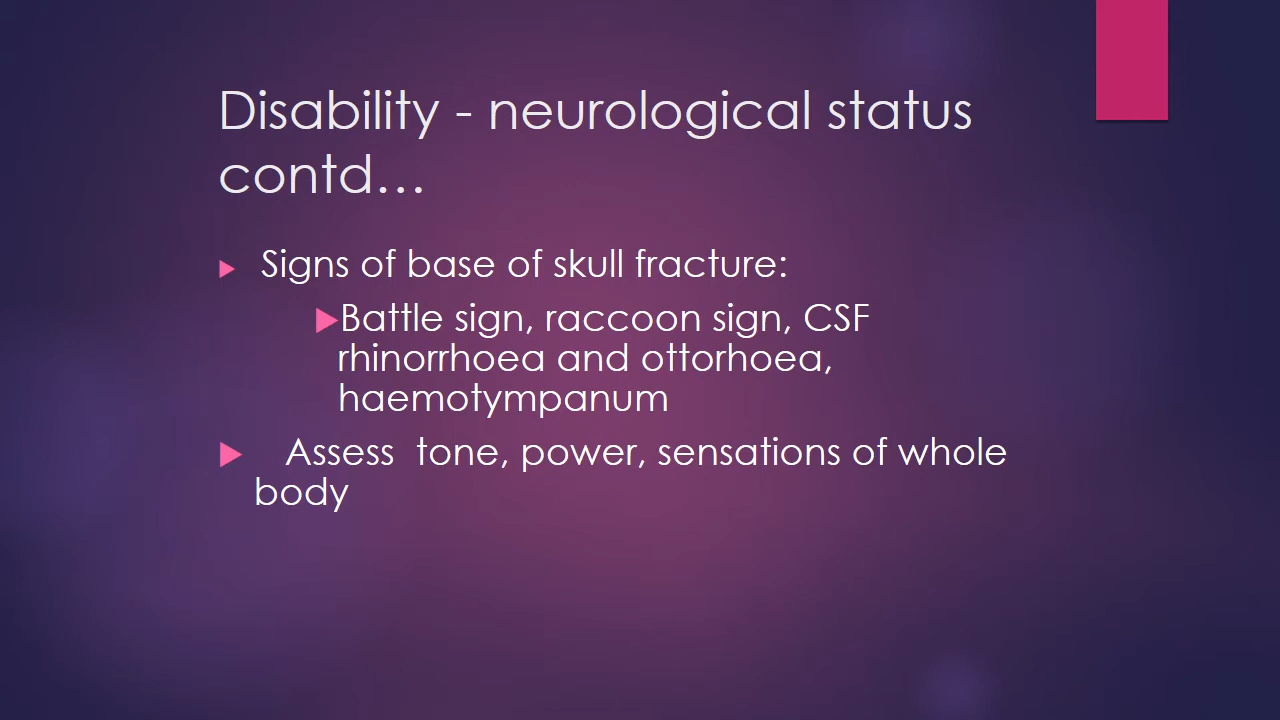 Disability - neurological status
contd...
Signs of base of skull fracture:
Battle sign, raccoon sign, CSF
rhinorrhoea and ottorhoea,
haemotympanum
Assess tone, power, sensations of whole
body